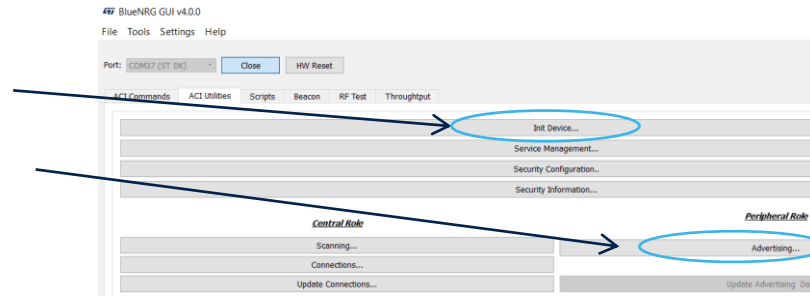 BlueNRG GUI v4.0.0
File Tools Settings Help
Port: COM37 (ST DK) Close HW Reset
ACI Commands ACI Utilities Scripts Beacon RF Test Throughtput
Init Device...
Service Management...
Security Configuration..
Security Information...
Central Role Peripheral Role
Scanning... Advertising...
Connections...
Update Connections... Update Advertising